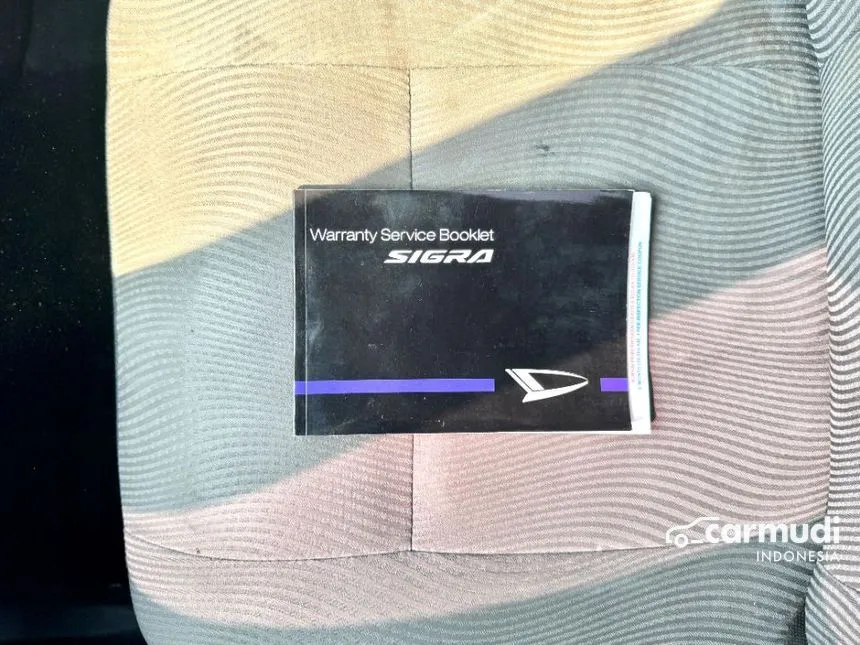 Warranty Service Booklet
SIGRA
carmudi
INDONESIA